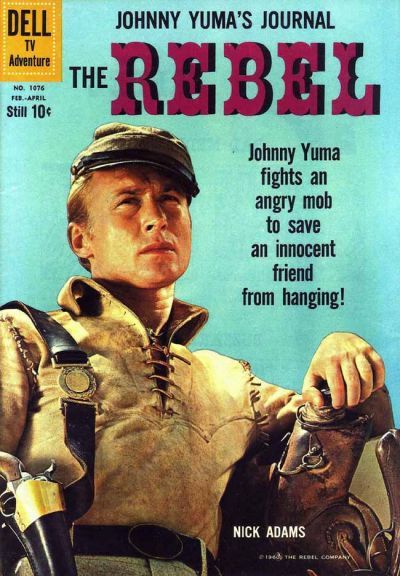 DELL
TV
Adventure
NO. 1076
FEB.-APRIL
Still 10¢
JOHNNY YUMA'S JOURNAL
THE REBEL
Johnny Yuma
fights an
angry mob
to save
an innocent
friend
from hanging!
NICK ADAMS
© 1960, THE REBEL COMPANY